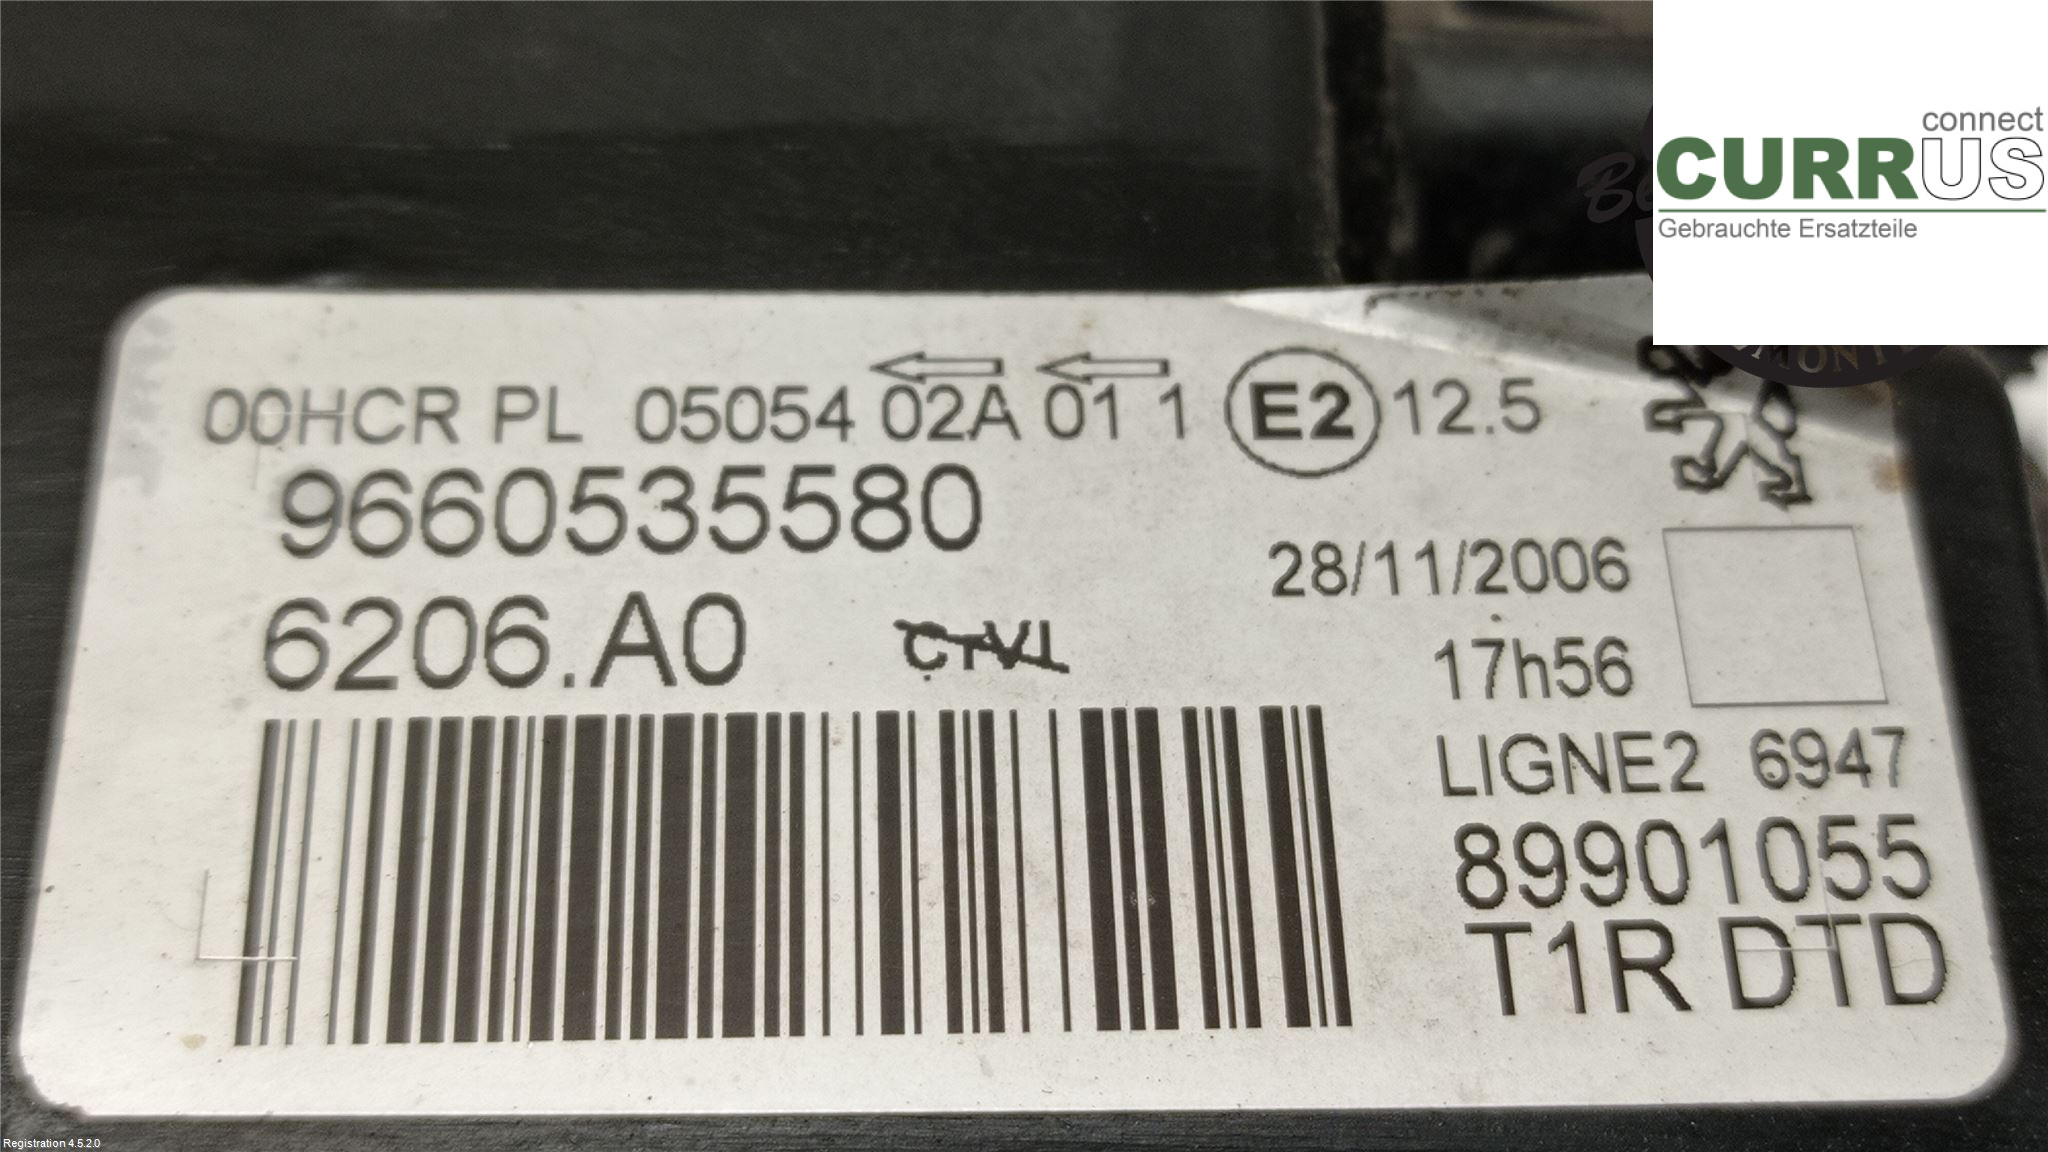 connect
CURRUS
Gebrauchte Ersatzteile
00HCR PL 05054 02A 01 1 E2 12.5
9660535580
28/11/2006
6206.A0
17h56
LIGNE2 6947
89901055
T1R DTD
Registration 4.5.2.0